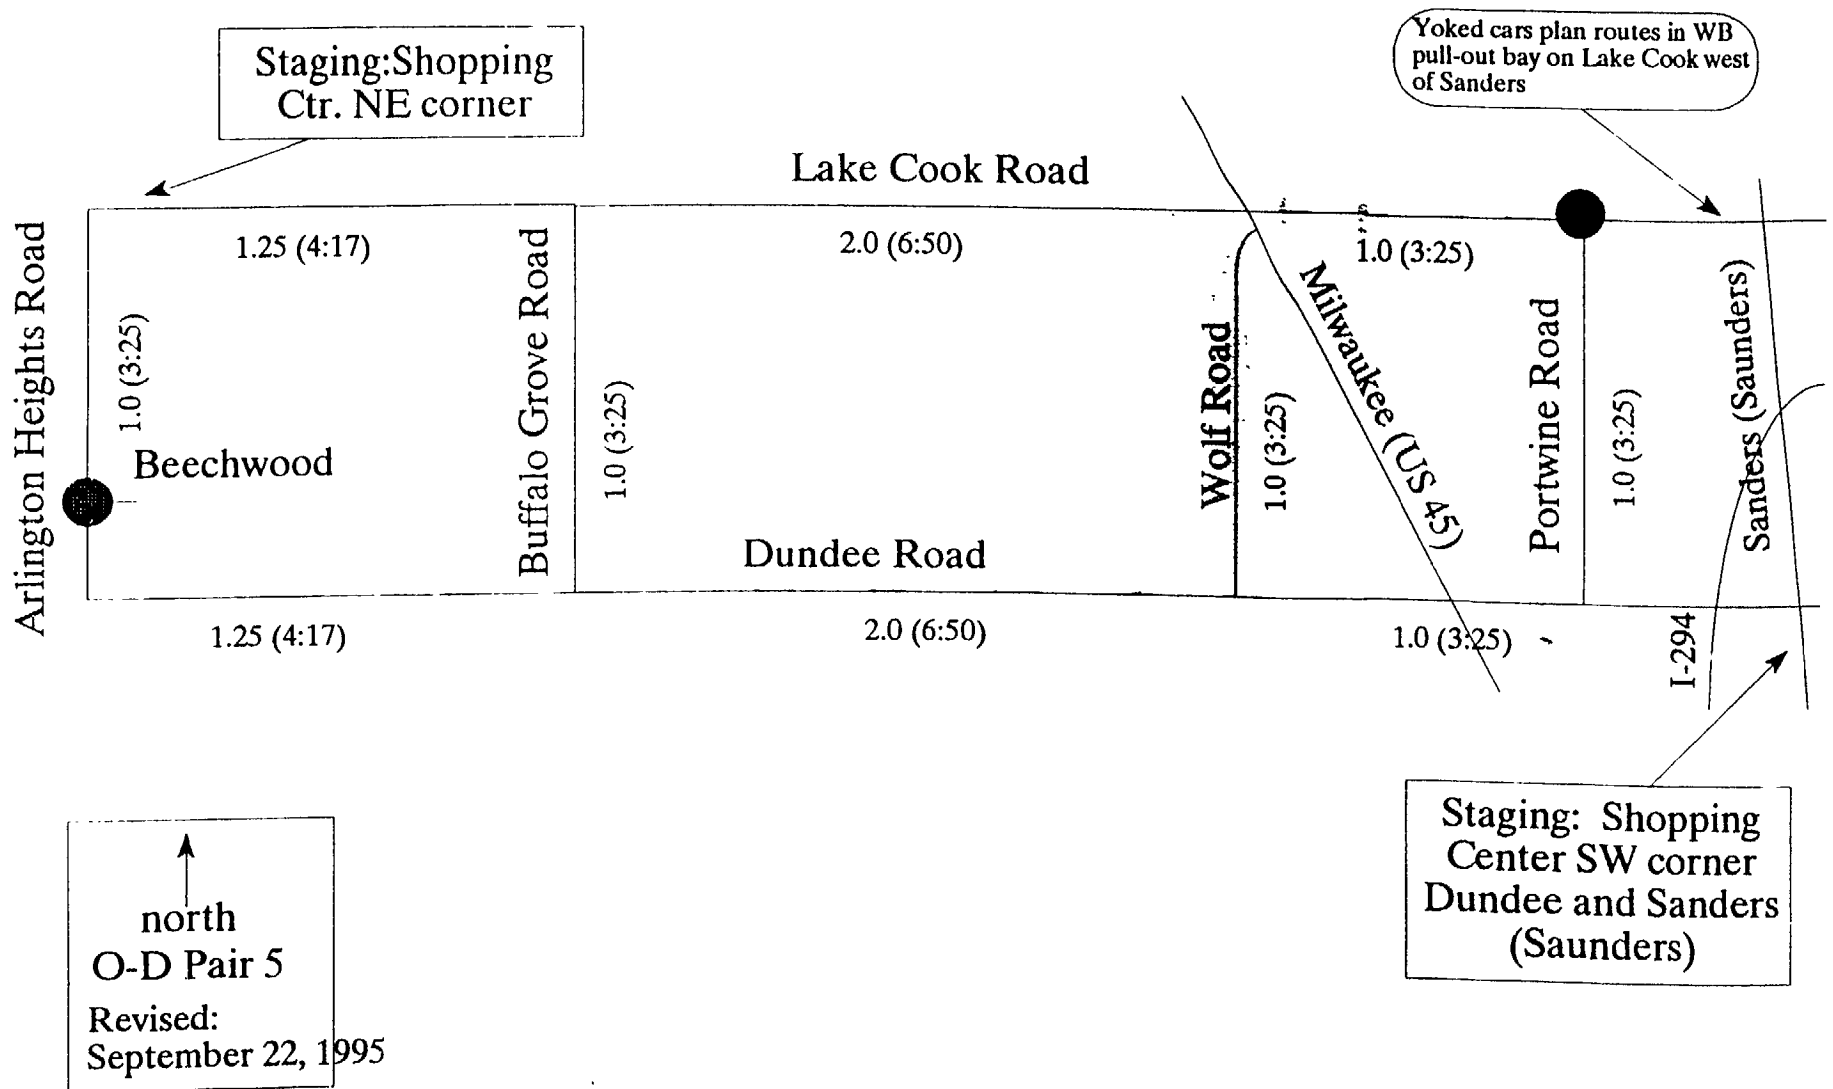 Staging:Shopping
Ctr. NE corner
Yoked cars plan routes in WB
pull-out bay on Lake Cook west
of Sanders
Lake Cook Road
1.25 (4:17)
2.0 (6:50)
1.0 (3:25)
Arlington Heights Road
1.0 (3:25)
Beechwood
Buffalo Grove Road
1.0 (3:25)
Wolf Road
1.0 (3:25)
Milwaukee (US 45)
Portwine Road
1.0 (3:25)
Sanders (Saunders)
Dundee Road
1.25 (4:17)
2.0 (6:50)
1.0 (3:25)
I-294
Staging: Shopping
Center SW corner
Dundee and Sanders
(Saunders)
north
O-D Pair 5
Revised:
September 22, 1995